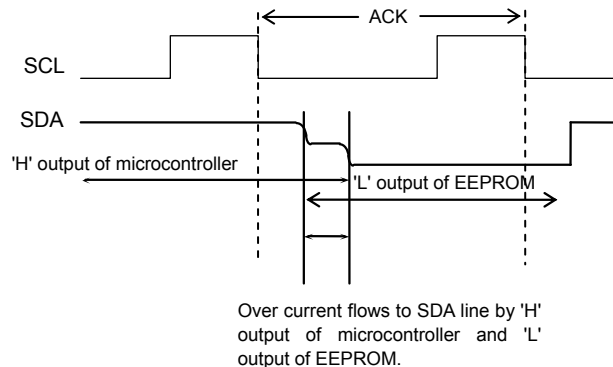 ACK
SCL
SDA
'H' output of microcontroller
'L' output of EEPROM
Over current flows to SDA line by 'H'
output of microcontroller and 'L'
output of EEPROM.